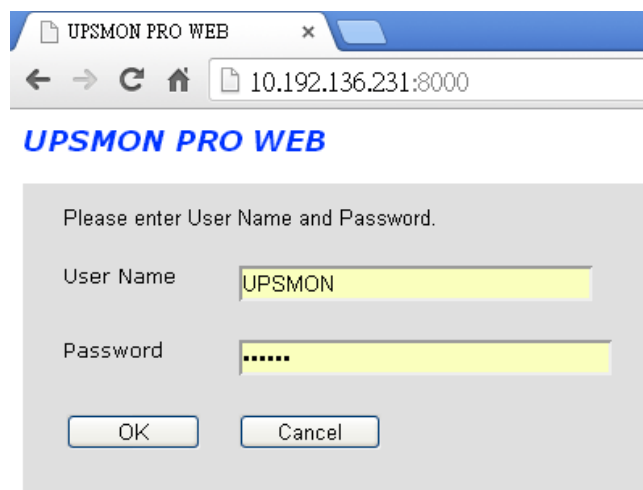 UPSMON PRO WEB
10.192.136.231:8000
UPSMON PRO WEB
Please enter User Name and Password.
User Name UPSMON
Password ••••••
OK Cancel